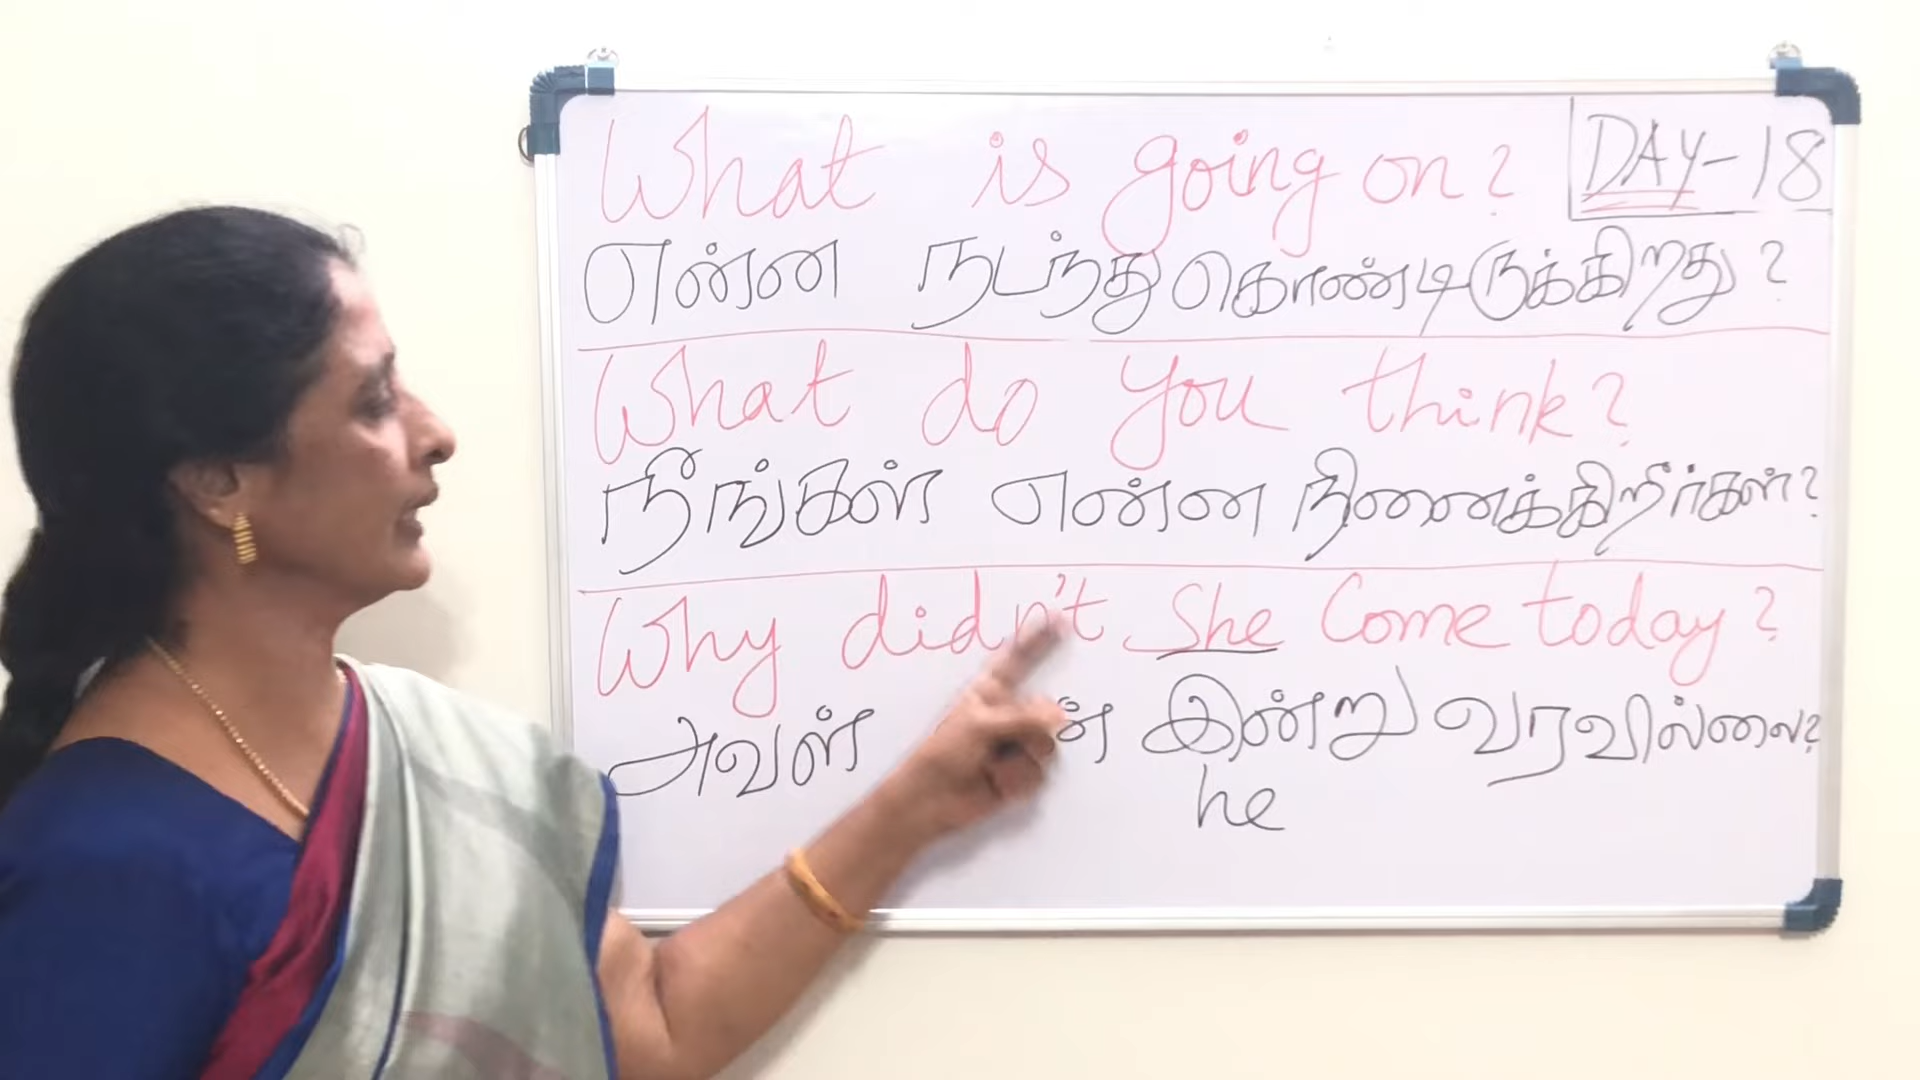 What is going on? DAY-18
என்ன நடந்து கொண்டிருக்கிறது?
What do you think?
நீங்கள் என்ன நினைக்கிறீர்கள்?
Why didn't She Come today?
அவள் இன்று வரவில்லை?
he